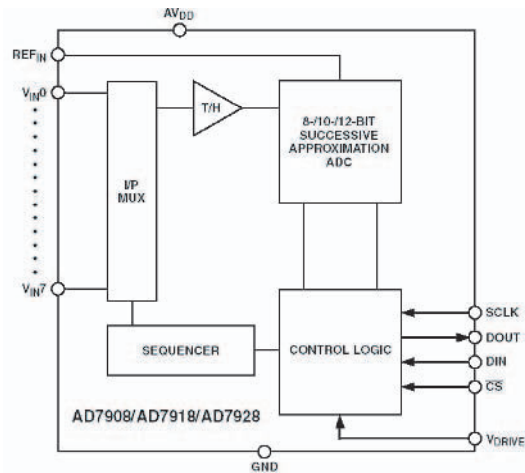 AVDD
REFIN
VIN0
T/H
8-/10-/12-BIT
SUCCESSIVE
APPROXIMATION
ADC
I/P
MUX
VIN7
SCLK
DOUT
SEQUENCER
CONTROL LOGIC
DIN
CS
AD7908/AD7918/AD7928
VDRIVE
GND